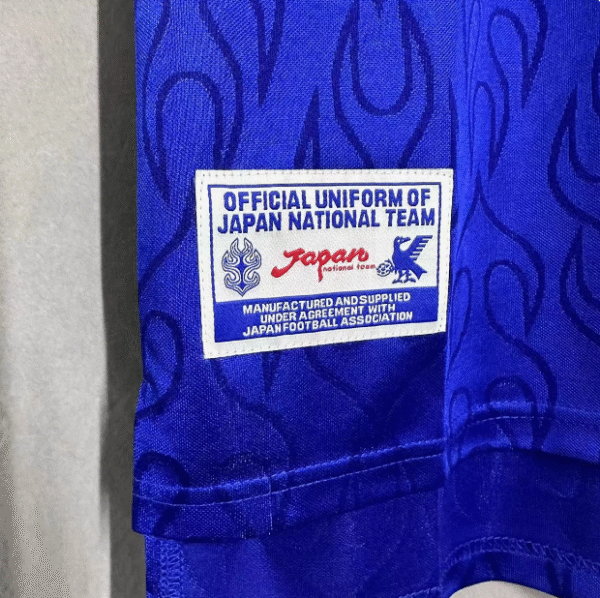 OFFICIAL UNIFORM OF
JAPAN NATIONAL TEAM
Japan
national team
MANUFACTURED AND SUPPLIED
UNDER AGREEMENT WITH
JAPAN FOOTBALL ASSOCIATION